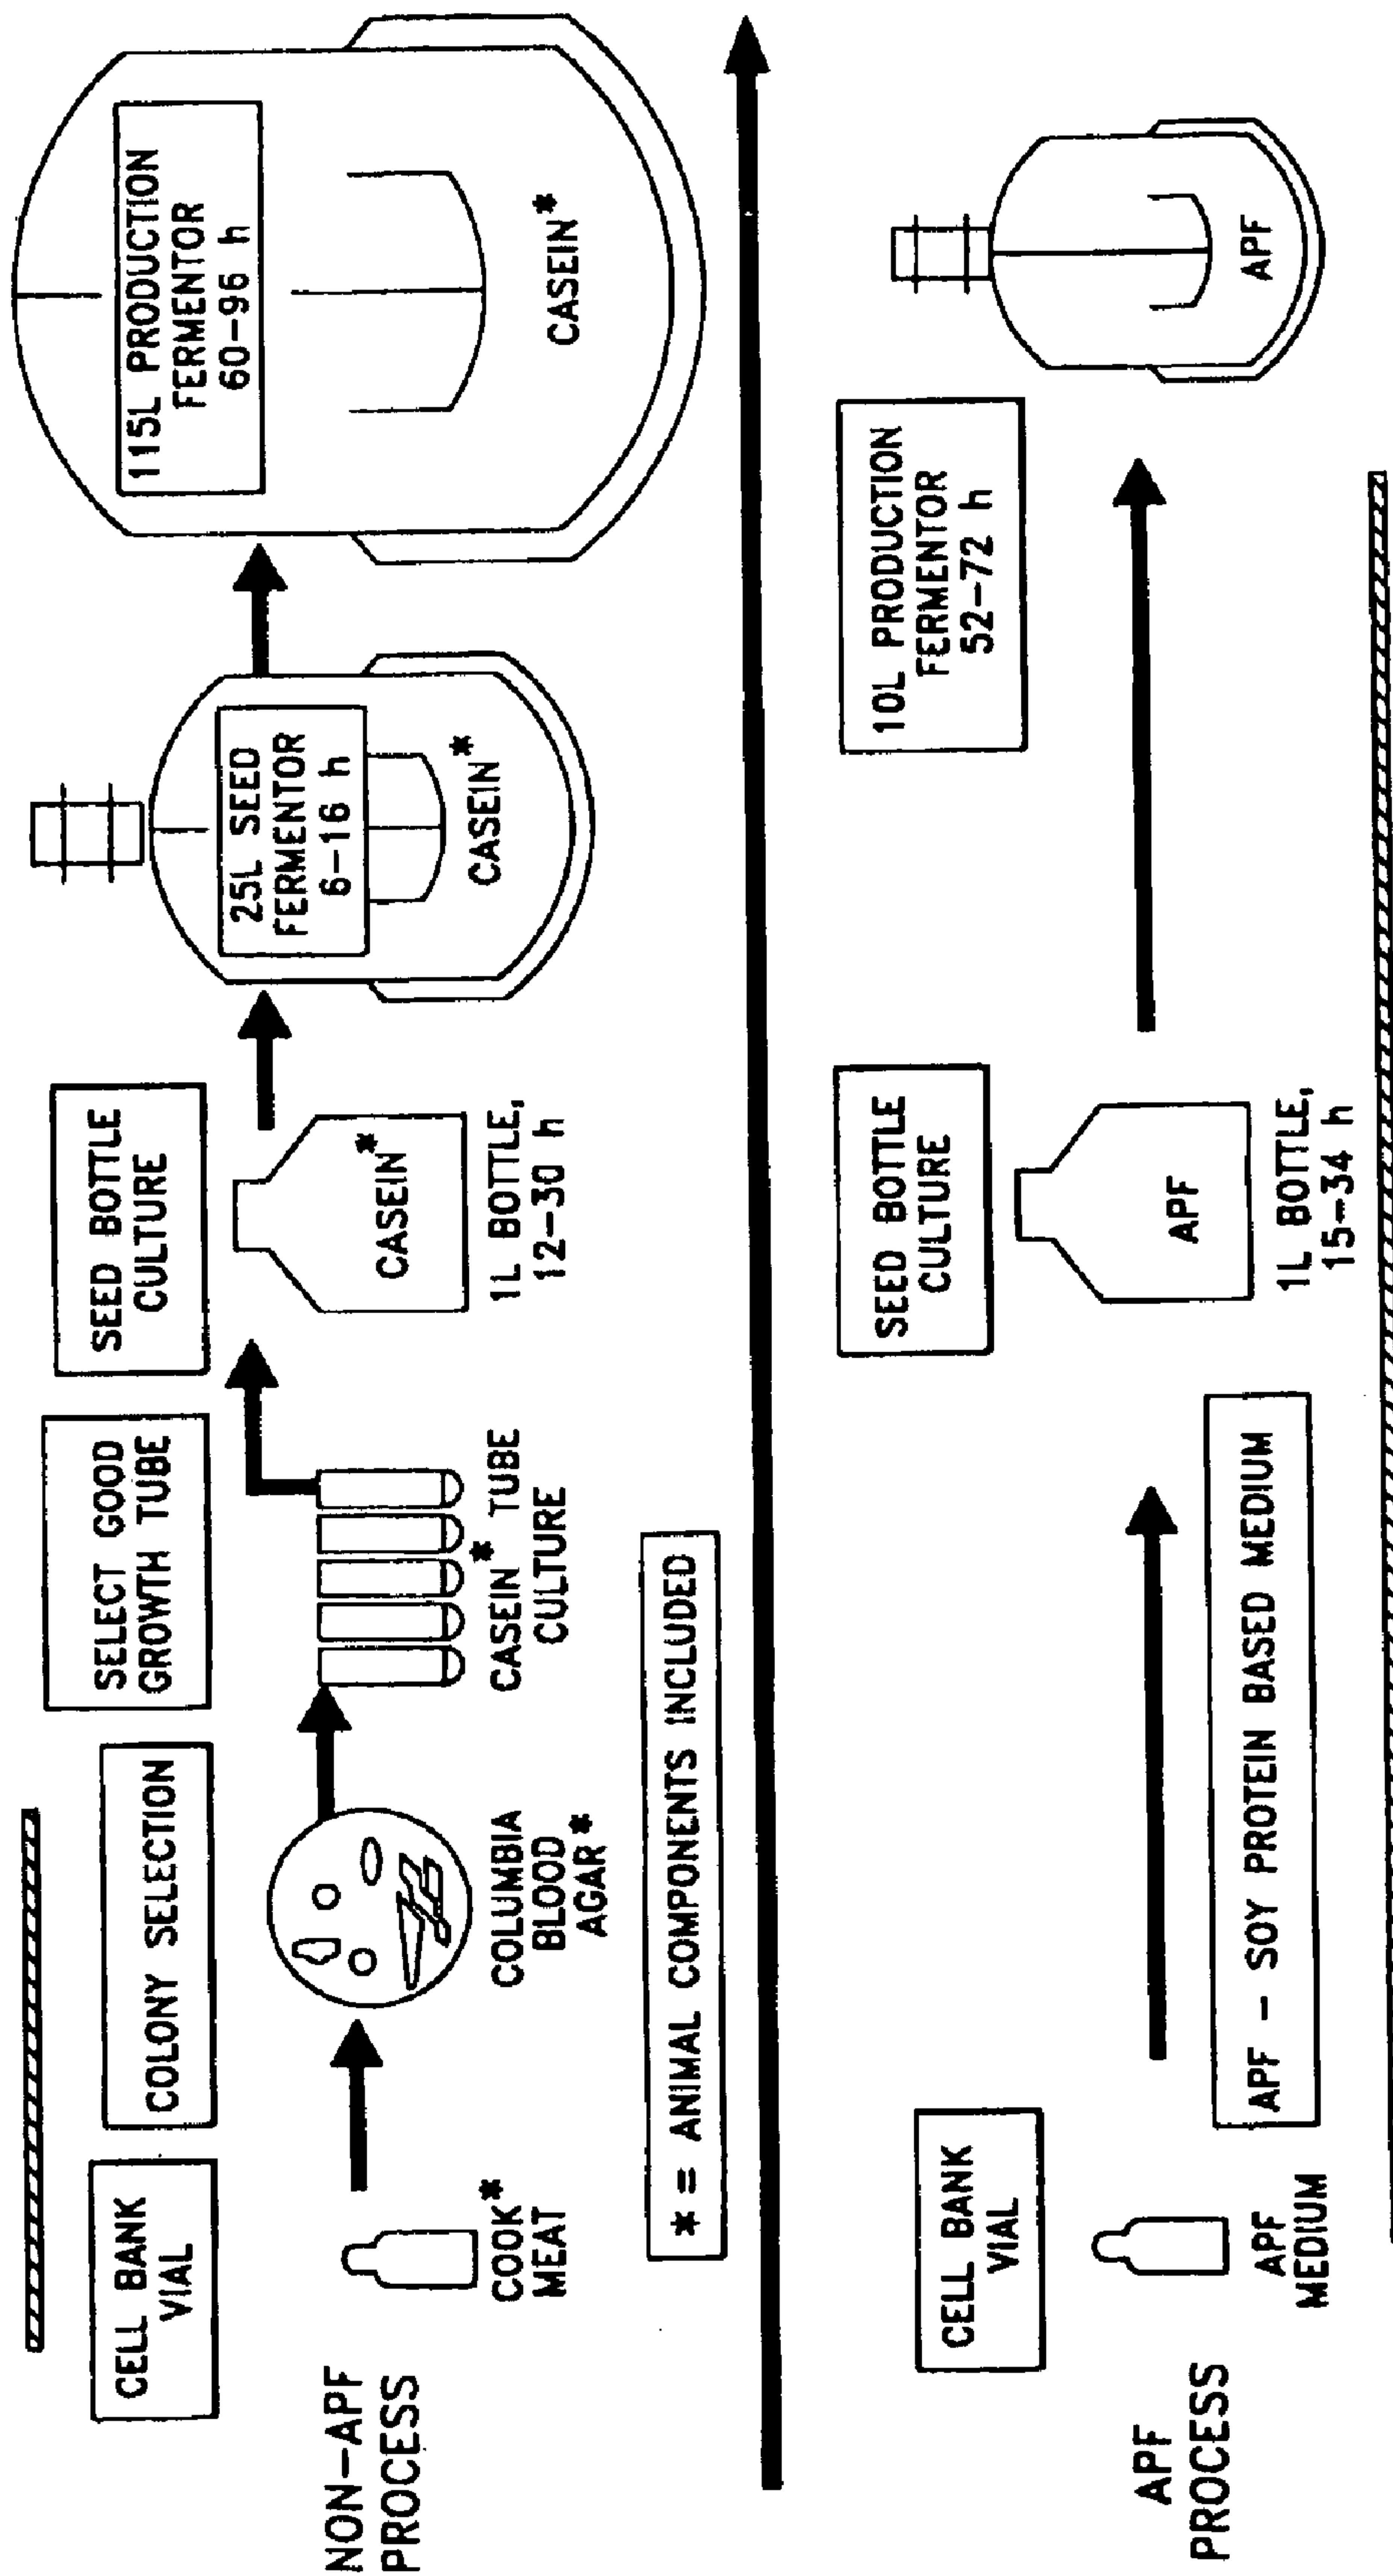 NON-APF
PROCESS
CELL BANK
VIAL
COOK*
MEAT
COLONY SELECTION
COLUMBIA
BLOOD
AGAR*
SELECT GOOD
GROWTH TUBE
CASEIN* TUBE
CULTURE
SEED BOTTLE
CULTURE
CASEIN*
1L BOTTLE,
12-30 h
25L SEED
FERMENTOR
6-16 h
CASEIN*
115L PRODUCTION
FERMENTOR
60-96 h
CASEIN*
* = ANIMAL COMPONENTS INCLUDED
APF
PROCESS
CELL BANK
VIAL
APF
MEDIUM
APF - SOY PROTEIN BASED MEDIUM
SEED BOTTLE
CULTURE
APF
1L BOTTLE,
15-34 h
10L PRODUCTION
FERMENTOR
52-72 h
APF